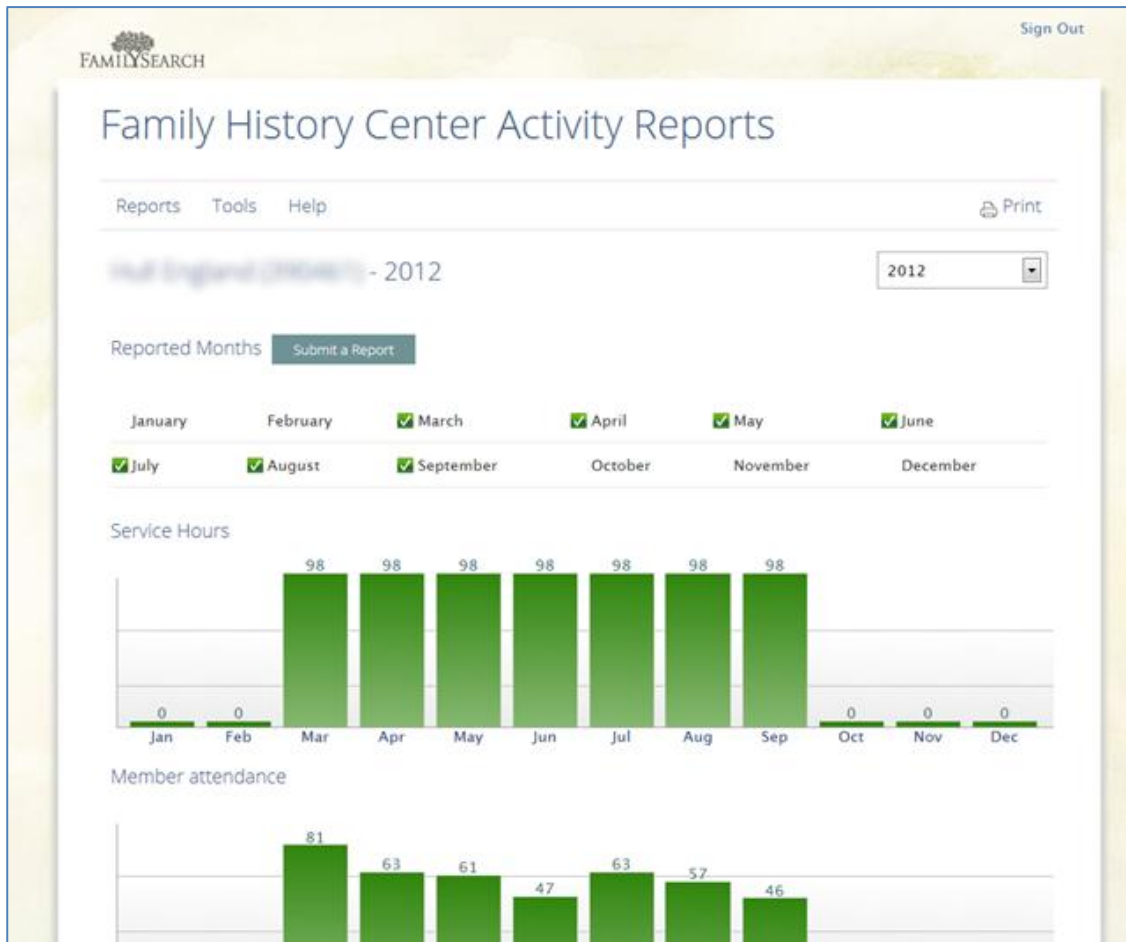 Sign Out
FAMILYSEARCH
Family History Center Activity Reports
Reports Tools Help Print
- 2012 2012
Reported Months Submit a Report
January February March April May June
July August September October November December
Service Hours
98 98 98 98 98 98 98
0 0 0 0 0
Jan Feb Mar Apr May Jun Jul Aug Sep Oct Nov Dec
Member attendance
81
63 61 63 57
47 46